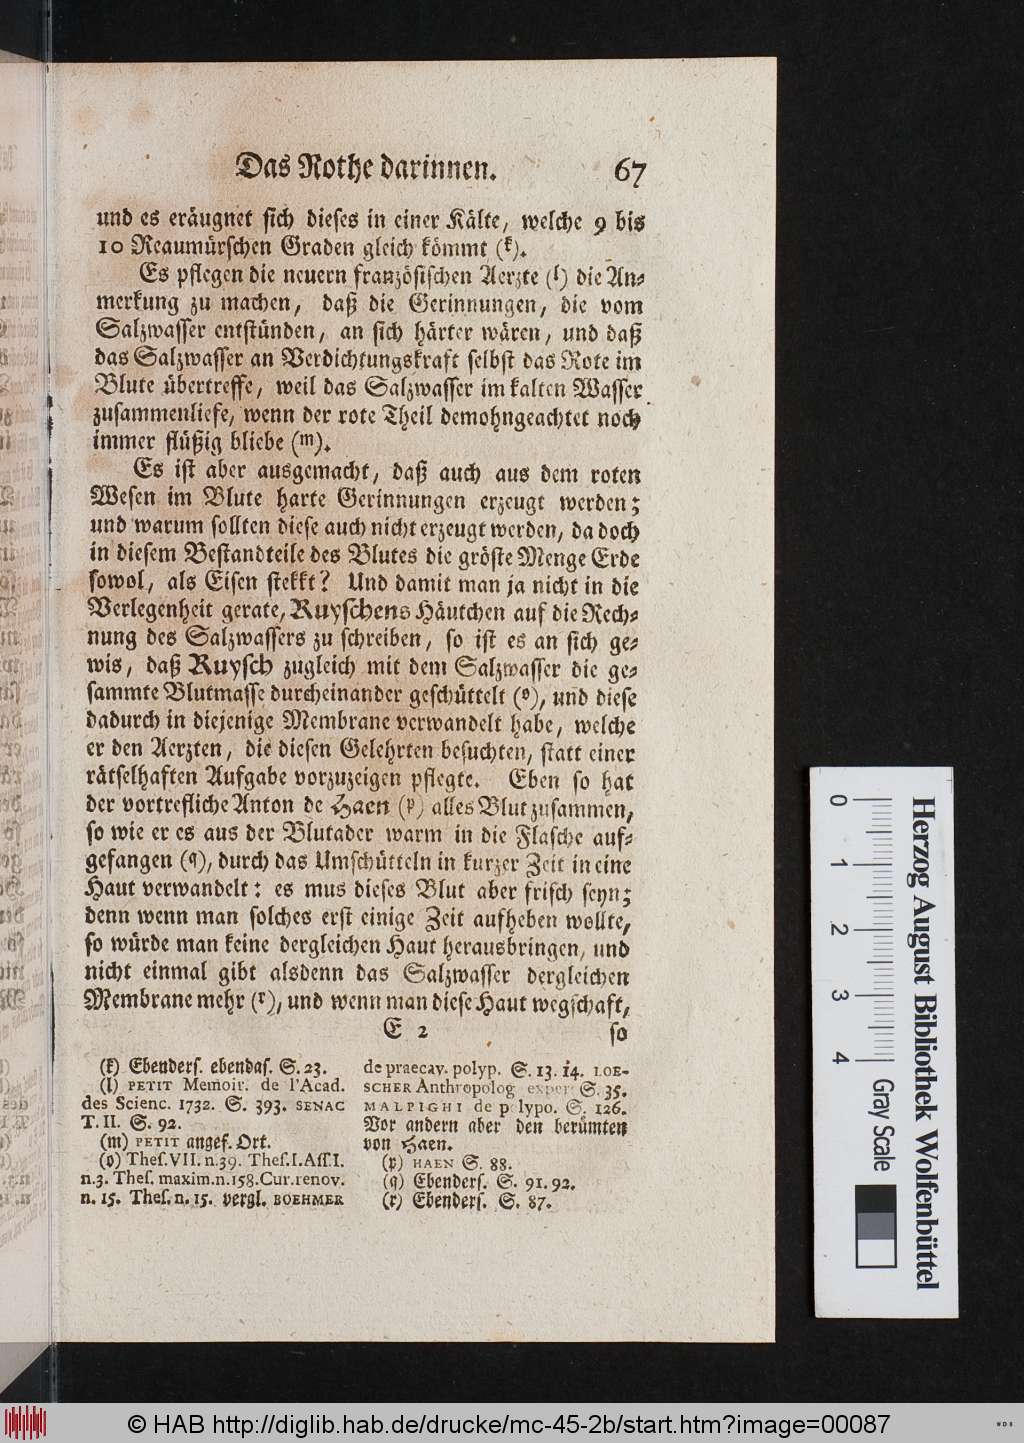 Das Rothe darinnen. 67
und es eräugnet sich dieses in einer Kälte, welche 9 bis
10 Reaumürschen Graden gleich kömmt (k).
Es pflegen die neuern französischen Aerzte (l) die An-
merkung zu machen, daß die Gerinnungen, die vom
Salzwasser entstünden, an sich härter wären, und daß
das Salzwasser an Verdichtungskraft selbst das Rote im
Blute übertreffe, weil das Salzwasser im kalten Wasser
zusammenliefe, wenn der rote Theil demohngeachtet noch
immer flüßig bliebe (m).
Es ist aber ausgemacht, daß auch aus dem roten
Wesen im Blute harte Gerinnungen erzeugt werden;
und warum sollten diese auch nicht erzeugt werden, da doch
in diesem Bestandteile des Blutes die gröste Menge Erde
sowol, als Eisen stekkt? Und damit man ja nicht in die
Verlegenheit gerate, Ruyschens Häutchen auf die Rech-
nung des Salzwassers zu schreiben, so ist es an sich ge-
wis, daß Ruysch zugleich mit dem Salzwasser die ge-
sammte Blutmasse durcheinander geschüttelt (o), und diese
dadurch in diejenige Membrane verwandelt habe, welche
er den Aerzten, die diesen Gelehrten besuchten, statt einer
rätselhaften Aufgabe vorzuzeigen pflegte. Eben so hat
der vortrefliche Anton de Haen (p) alles Blut zusammen,
so wie er es aus der Blutader warm in die Flasche auf-
gefangen (q), durch das Umschütteln in kurzer Zeit in eine
Haut verwandelt: es mus dieses Blut aber frisch seyn;
denn wenn man solches erst einige Zeit aufheben wollte,
so würde man keine dergleichen Haut herausbringen, und
nicht einmal gibt alsdenn das Salzwasser dergleichen
Membrane mehr (r), und wenn man diese Haut wegschaft,
E 2 so
(k) Ebenders. ebendas. S. 23.
(l) PETIT Memoir. de l'Acad.
des Scienc. 1732. S. 393. SENAC
T. II. S. 92.
(m) PETIT angef. Ort.
(o) Thes. VII. n. 39. Thes. I. Ass. I.
n. 3. Thes. maxim. n. 158. Cur. renov.
n. 15. Thes. n. 15. vergl. BOEHMER
de praecav. polyp. S. 13. 14. LOE-
SCHER Anthropolog exper S. 35.
MALPIGHI de polypo. S. 126.
Vor andern aber den berümten
von Haen.
(p) HAEN S. 88.
(q) Ebenders. S. 91. 92.
(r) Ebenders. S. 87.
0 1 2 3 4
Herzog August Bibliothek Wolfenbüttel
Gray Scale
© HAB http://diglib.hab.de/drucke/mc-45-2b/start.htm?image=00087